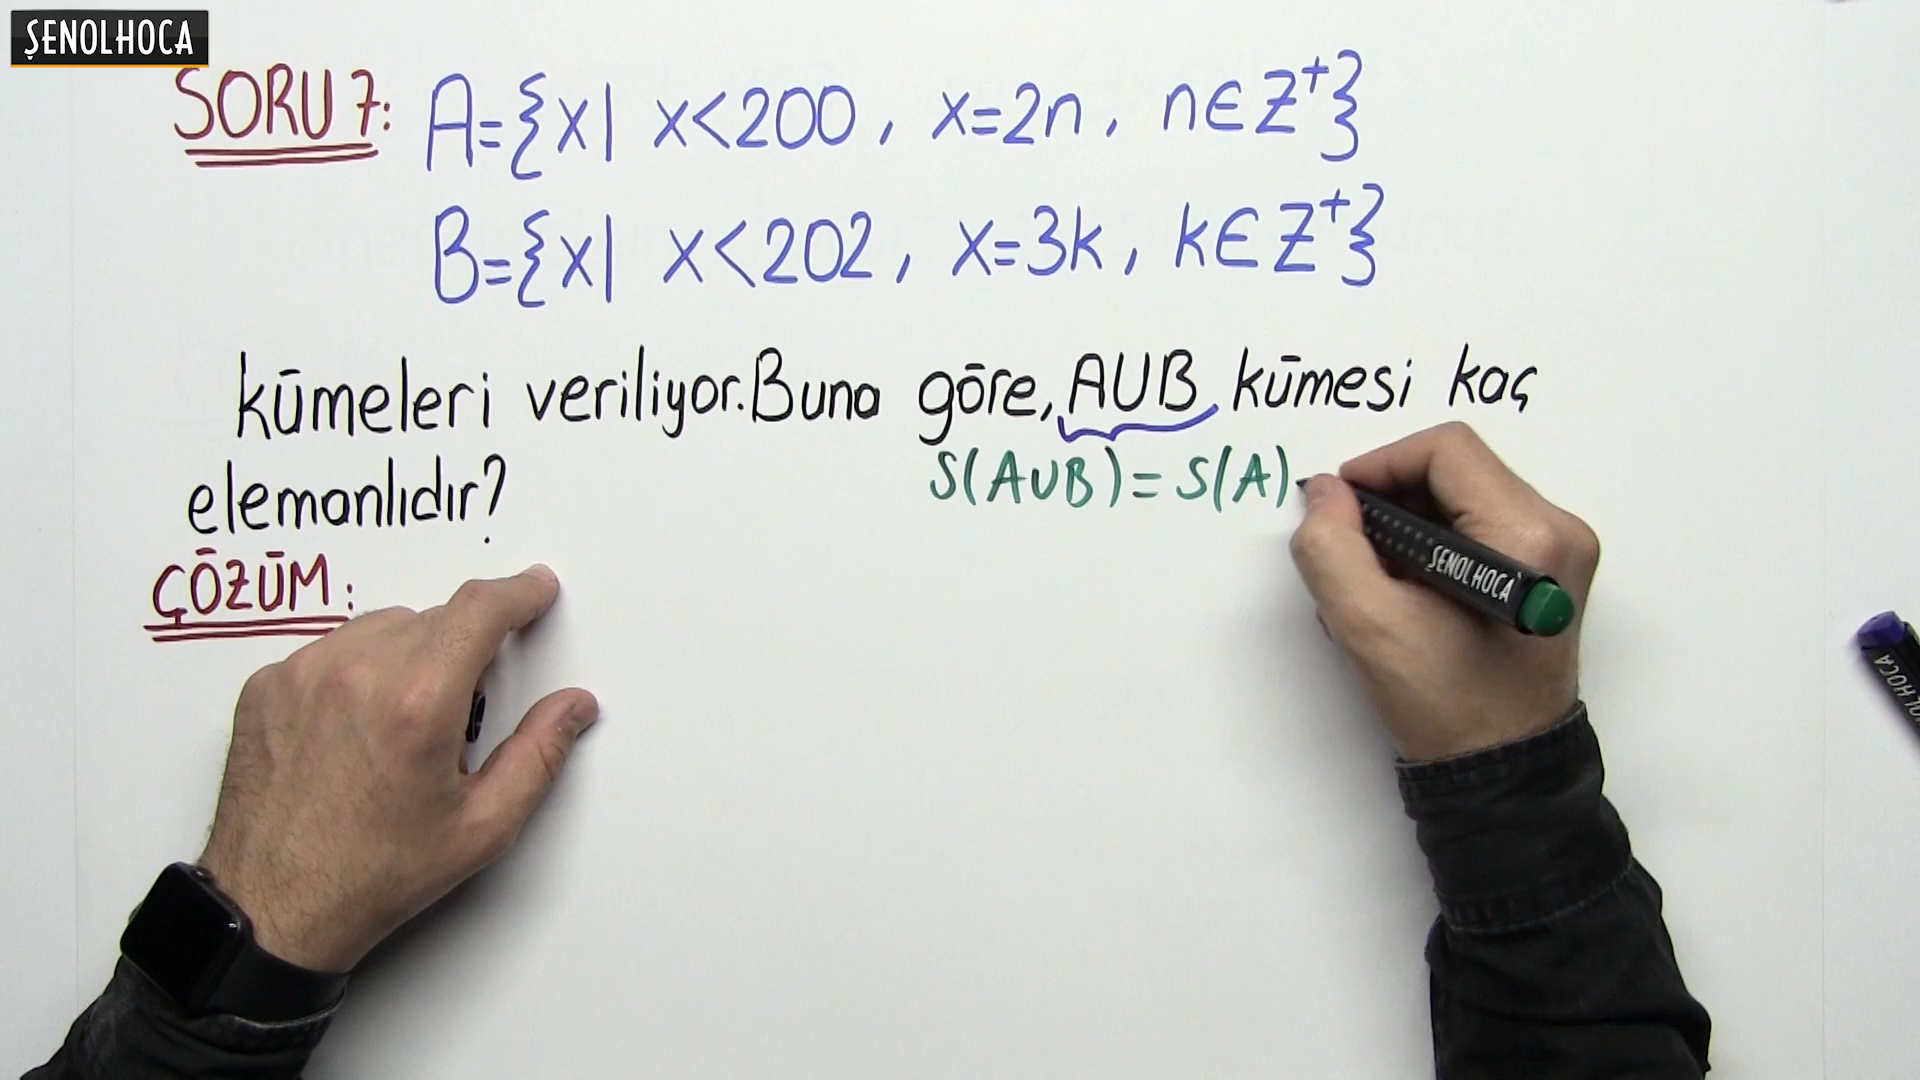 ŞENOLHOCA
SORU 7: A={x| x<200, x=2n, n∈Z⁺}
B={x| x<202, x=3k, k∈Z⁺}
kümeleri veriliyor. Buna göre, AUB kümesi kaç
S(AUB)= S(A)
elemanlıdır?
ÇÖZÜM:
ŞENOLHOCA